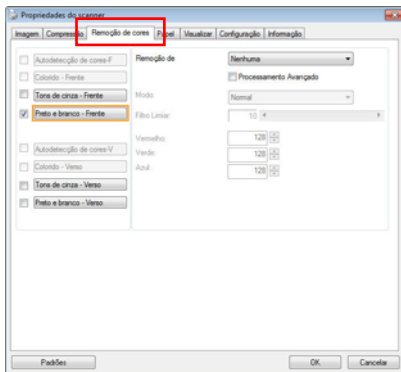 Propriedades do scanner
Imagem Compressão Remoção de cores Papel Visualizar Configuração Informação
Autodetecção de cores-F
Colorido - Frente
Tons de cinza - Frente
Preto e branco - Frente
Autodetecção de cores-V
Colorido - Verso
Tons de cinza - Verso
Preto e branco - Verso
Remoção de Nenhuma
Processamento Avançado
Modo: Normal
Filtro Limiar: 10
Vermelho: 128
Verde: 128
Azul: 128
Padrões OK Cancelar